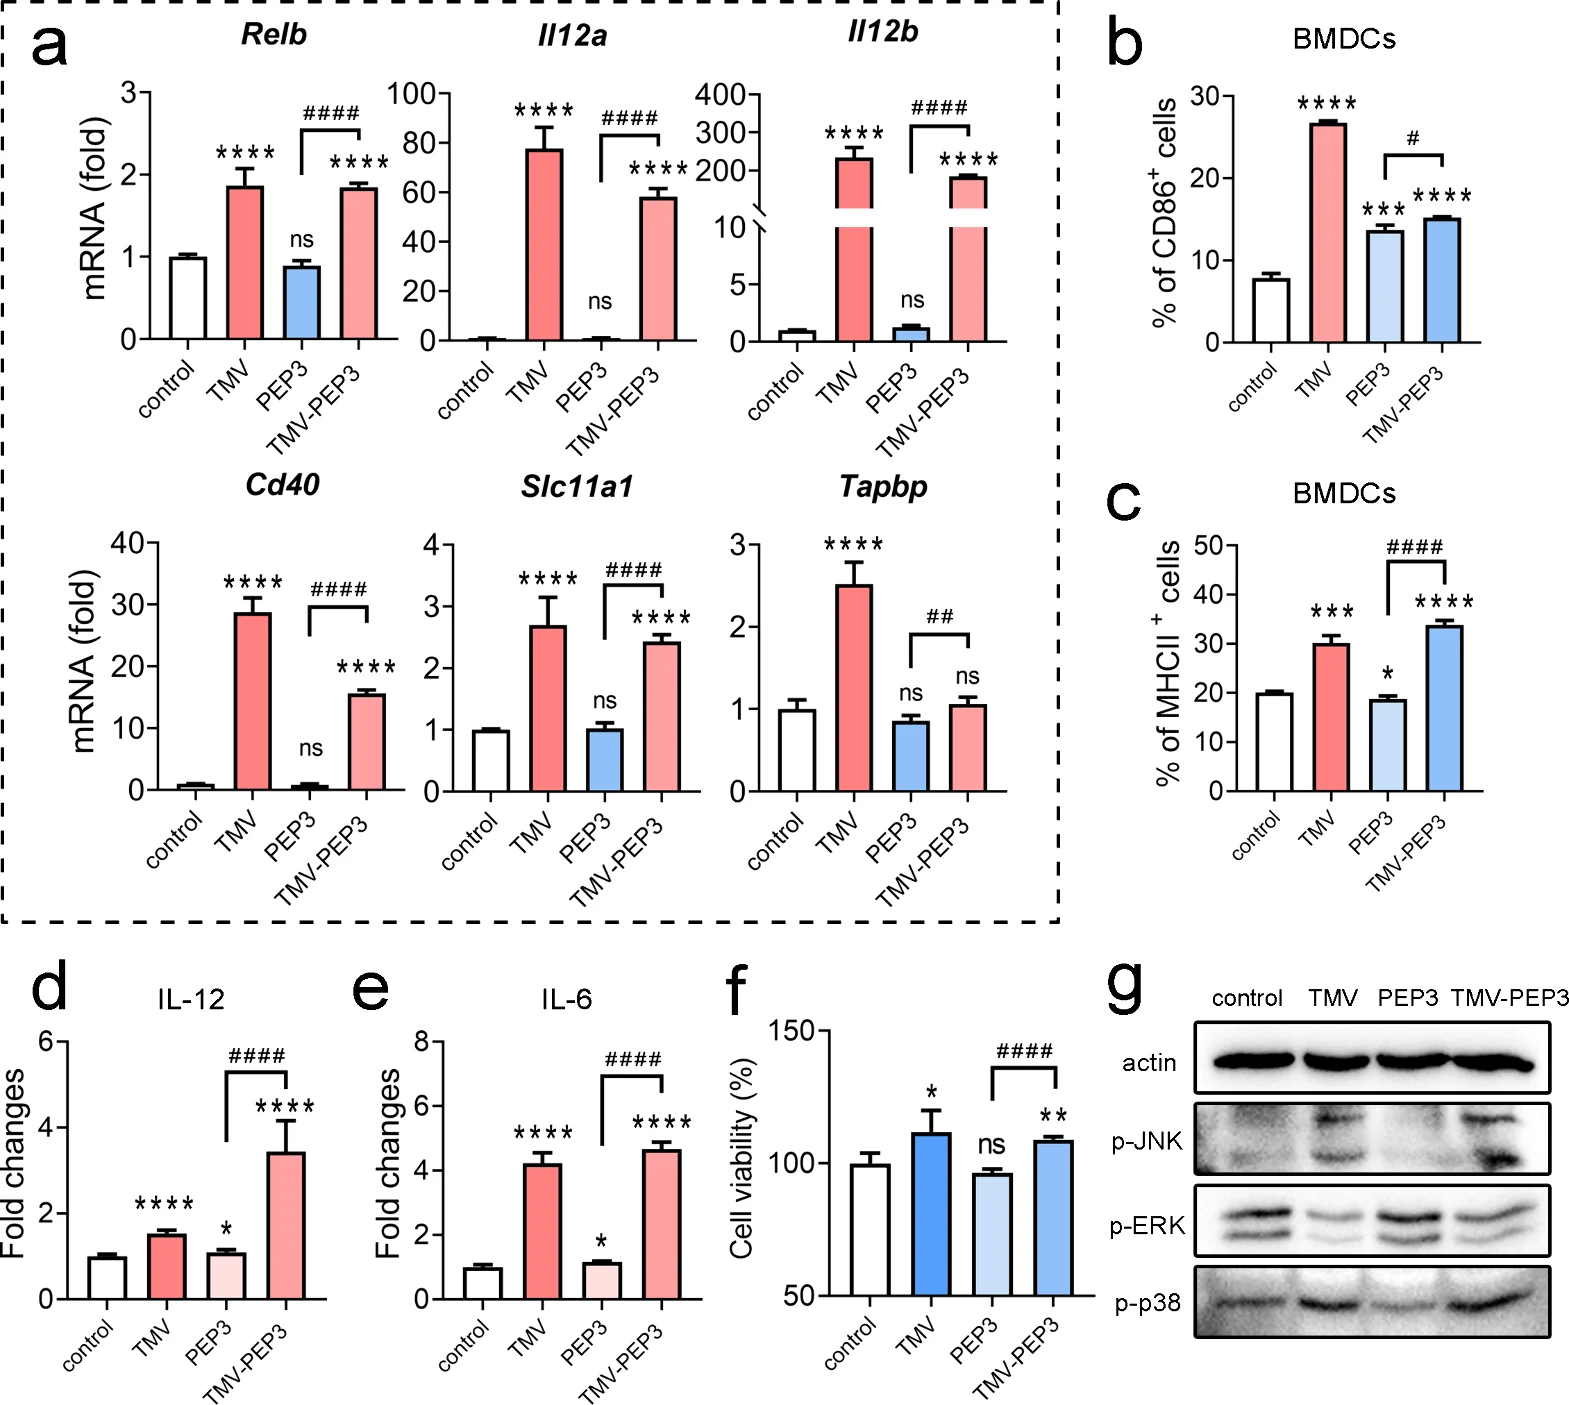 a
Relb
Il12a
Il12b
mRNA (fold)
3
2
1
0
****
****
ns
####
control
TMV
PEP3
TMV-PEP3
100
80
60
40
20
0
****
ns
####
****
control
TMV
PEP3
TMV-PEP3
400
300
200
10
5
0
****
ns
####
****
control
TMV
PEP3
TMV-PEP3
Cd40
Slc11a1
Tapbp
mRNA (fold)
40
30
20
10
0
****
ns
####
****
control
TMV
PEP3
TMV-PEP3
4
3
2
1
0
****
ns
####
****
control
TMV
PEP3
TMV-PEP3
3
2
1
0
****
ns
##
ns
control
TMV
PEP3
TMV-PEP3
b
BMDCs
% of CD86+ cells
30
20
10
0
****
***
#
****
control
TMV
PEP3
TMV-PEP3
c
BMDCs
% of MHCII + cells
50
40
30
20
10
0
***
*
####
****
control
TMV
PEP3
TMV-PEP3
d
IL-12
Fold changes
6
4
2
0
****
*
####
****
control
TMV
PEP3
TMV-PEP3
e
IL-6
Fold changes
8
6
4
2
0
****
*
####
****
control
TMV
PEP3
TMV-PEP3
f
Cell viability (%)
150
100
50
*
ns
####
**
control
TMV
PEP3
TMV-PEP3
g
control TMV PEP3 TMV-PEP3
actin
p-JNK
p-ERK
p-p38